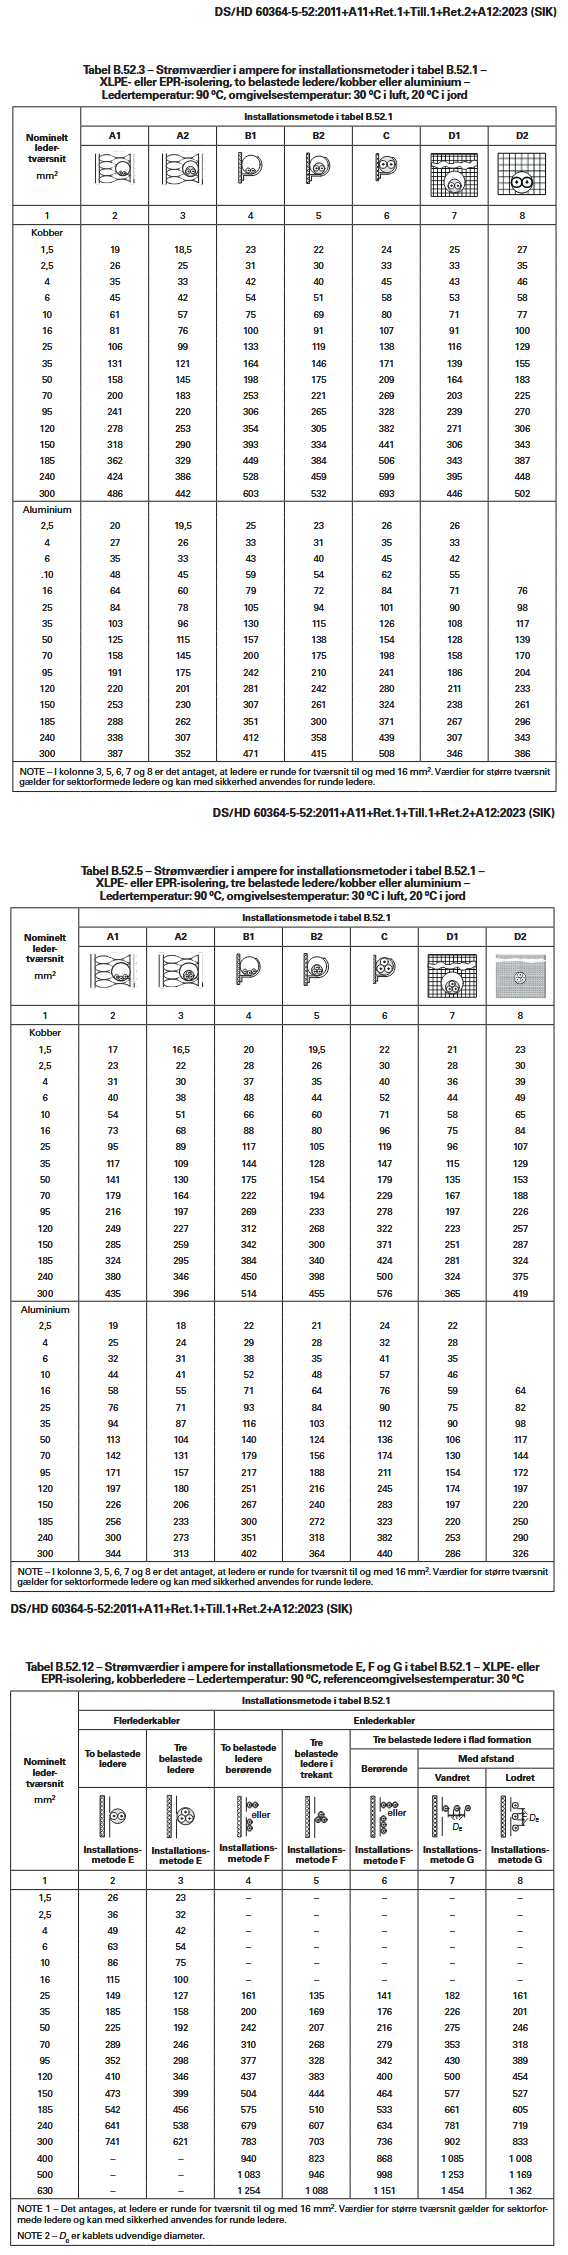 DS/HD 60364-5-52:2011+A11+Ret.1+Till.1+Ret.2+A12:2023 (SIK)
Tabel B.52.3 – Strømværdier i ampere for installationsmetoder i tabel B.52.1 –
XLPE- eller EPR-isolering, to belastede ledere/kobber eller aluminium –
Ledertemperatur: 90 ºC, omgivelsestemperatur: 30 ºC i luft, 20 ºC i jord
Nominelt leder-tværsnit mm² Installationsmetode i tabel B.52.1
A1 A2 B1 B2 C D1 D2
1 2 3 4 5 6 7 8
Kobber
1,5 19 18,5 23 22 24 25 27
2,5 26 25 31 30 33 33 35
4 35 33 42 40 45 43 46
6 45 42 54 51 58 53 58
10 61 57 75 69 80 71 77
16 81 76 100 91 107 91 100
25 106 99 133 119 138 116 129
35 131 121 164 146 171 139 155
50 158 145 198 175 209 164 183
70 200 183 253 221 269 203 225
95 241 220 306 265 328 239 270
120 278 253 354 305 382 271 306
150 318 290 393 334 441 306 343
185 362 329 449 384 506 343 387
240 424 386 528 459 599 395 448
300 486 442 603 532 693 446 502
Aluminium
2,5 20 19,5 25 23 26 26
4 27 26 33 31 35 33
6 35 33 43 40 45 42
.10 48 45 59 54 62 55
16 64 60 79 72 84 71 76
25 84 78 105 94 101 90 98
35 103 96 130 115 126 108 117
50 125 115 157 138 154 128 139
70 158 145 200 175 198 158 170
95 191 175 242 210 241 186 204
120 220 201 281 242 280 211 233
150 253 230 307 261 324 238 261
185 288 262 351 300 371 267 296
240 338 307 412 358 439 307 343
300 387 352 471 415 508 346 386
NOTE – I kolonne 3, 5, 6, 7 og 8 er det antaget, at ledere er runde for tværsnit til og med 16 mm². Værdier for større tværsnit
gælder for sektorformede ledere og kan med sikkerhed anvendes for runde ledere.
DS/HD 60364-5-52:2011+A11+Ret.1+Till.1+Ret.2+A12:2023 (SIK)
Tabel B.52.5 – Strømværdier i ampere for installationsmetoder i tabel B.52.1 –
XLPE- eller EPR-isolering, tre belastede ledere/kobber eller aluminium –
Ledertemperatur: 90 ºC, omgivelsestemperatur: 30 ºC i luft, 20 ºC i jord
Nominelt leder-tværsnit mm² Installationsmetode i tabel B.52.1
A1 A2 B1 B2 C D1 D2
1 2 3 4 5 6 7 8
Kobber
1,5 17 16,5 20 19,5 22 21 23
2,5 23 22 28 26 30 28 30
4 31 30 37 35 40 36 39
6 40 38 48 44 52 44 49
10 54 51 66 60 71 58 65
16 73 68 88 80 96 75 84
25 95 89 117 105 119 96 107
35 117 109 144 128 147 115 129
50 141 130 175 154 179 135 153
70 179 164 222 194 229 167 188
95 216 197 269 233 278 197 226
120 249 227 312 268 322 223 257
150 285 259 342 300 371 251 287
185 324 295 384 340 424 281 324
240 380 346 450 398 500 324 375
300 435 396 514 455 576 365 419
Aluminium
2,5 19 18 22 21 24 22
4 25 24 29 28 32 28
6 32 31 38 35 41 35
10 44 41 52 48 57 46
16 58 55 71 64 76 59 64
25 76 71 93 84 90 75 82
35 94 87 116 103 112 90 98
50 113 104 140 124 136 106 117
70 142 131 179 156 174 130 144
95 171 157 217 188 211 154 172
120 197 180 251 216 245 174 197
150 226 206 267 240 283 197 220
185 256 233 300 272 323 220 250
240 300 273 351 318 382 253 290
300 344 313 402 364 440 286 326
NOTE – I kolonne 3, 5, 6, 7 og 8 er det antaget, at ledere er runde for tværsnit til og med 16 mm². Værdier for større tværsnit
gælder for sektorformede ledere og kan med sikkerhed anvendes for runde ledere.
DS/HD 60364-5-52:2011+A11+Ret.1+Till.1+Ret.2+A12:2023 (SIK)
Tabel B.52.12 – Strømværdier i ampere for installationsmetode E, F og G i tabel B.52.1 – XLPE- eller
EPR-isolering, kobberledere – Ledertemperatur: 90 ºC, referenceomgivelsestemperatur: 30 ºC
Nominelt leder-tværsnit mm² Installationsmetode i tabel B.52.1
Flerlederkabler Enlederkabler
To belastede ledere Tre belastede ledere To belastede ledere berørende Tre belastede ledere i trekant Tre belastede ledere i flad formation
Berørende Med afstand
Vandret Lodret
eller eller De De
Installations-metode E Installations-metode E Installations-metode F Installations-metode F Installations-metode F Installations-metode G Installations-metode G
1 2 3 4 5 6 7 8
1,5 26 23 – – – – –
2,5 36 32 – – – – –
4 49 42 – – – – –
6 63 54 – – – – –
10 86 75 – – – – –
16 115 100 – – – – –
25 149 127 161 135 141 182 161
35 185 158 200 169 176 226 201
50 225 192 242 207 216 275 246
70 289 246 310 268 279 353 318
95 352 298 377 328 342 430 389
120 410 346 437 383 400 500 454
150 473 399 504 444 464 577 527
185 542 456 575 510 533 661 605
240 641 538 679 607 634 781 719
300 741 621 783 703 736 902 833
400 – – 940 823 868 1 085 1 008
500 – – 1 083 946 998 1 253 1 169
630 – – 1 254 1 088 1 151 1 454 1 362
NOTE 1 – Det antages, at ledere er runde for tværsnit til og med 16 mm². Værdier for større tværsnit gælder for sektorfor-
mede ledere og kan med sikkerhed anvendes for runde ledere.
NOTE 2 – De er kablets udvendige diameter.